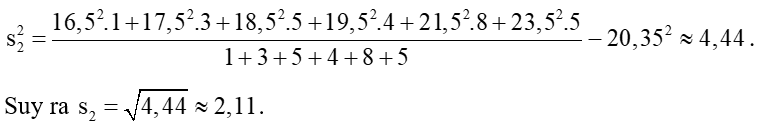 s₂² = (16,5².1+17,5².3+18,5².5+19,5².4+21,5².8+23,5².5)/(1+3+5+4+8+5) − 20,35² ≈ 4,44.
Suy ra s₂ = √4,44 ≈ 2,11.